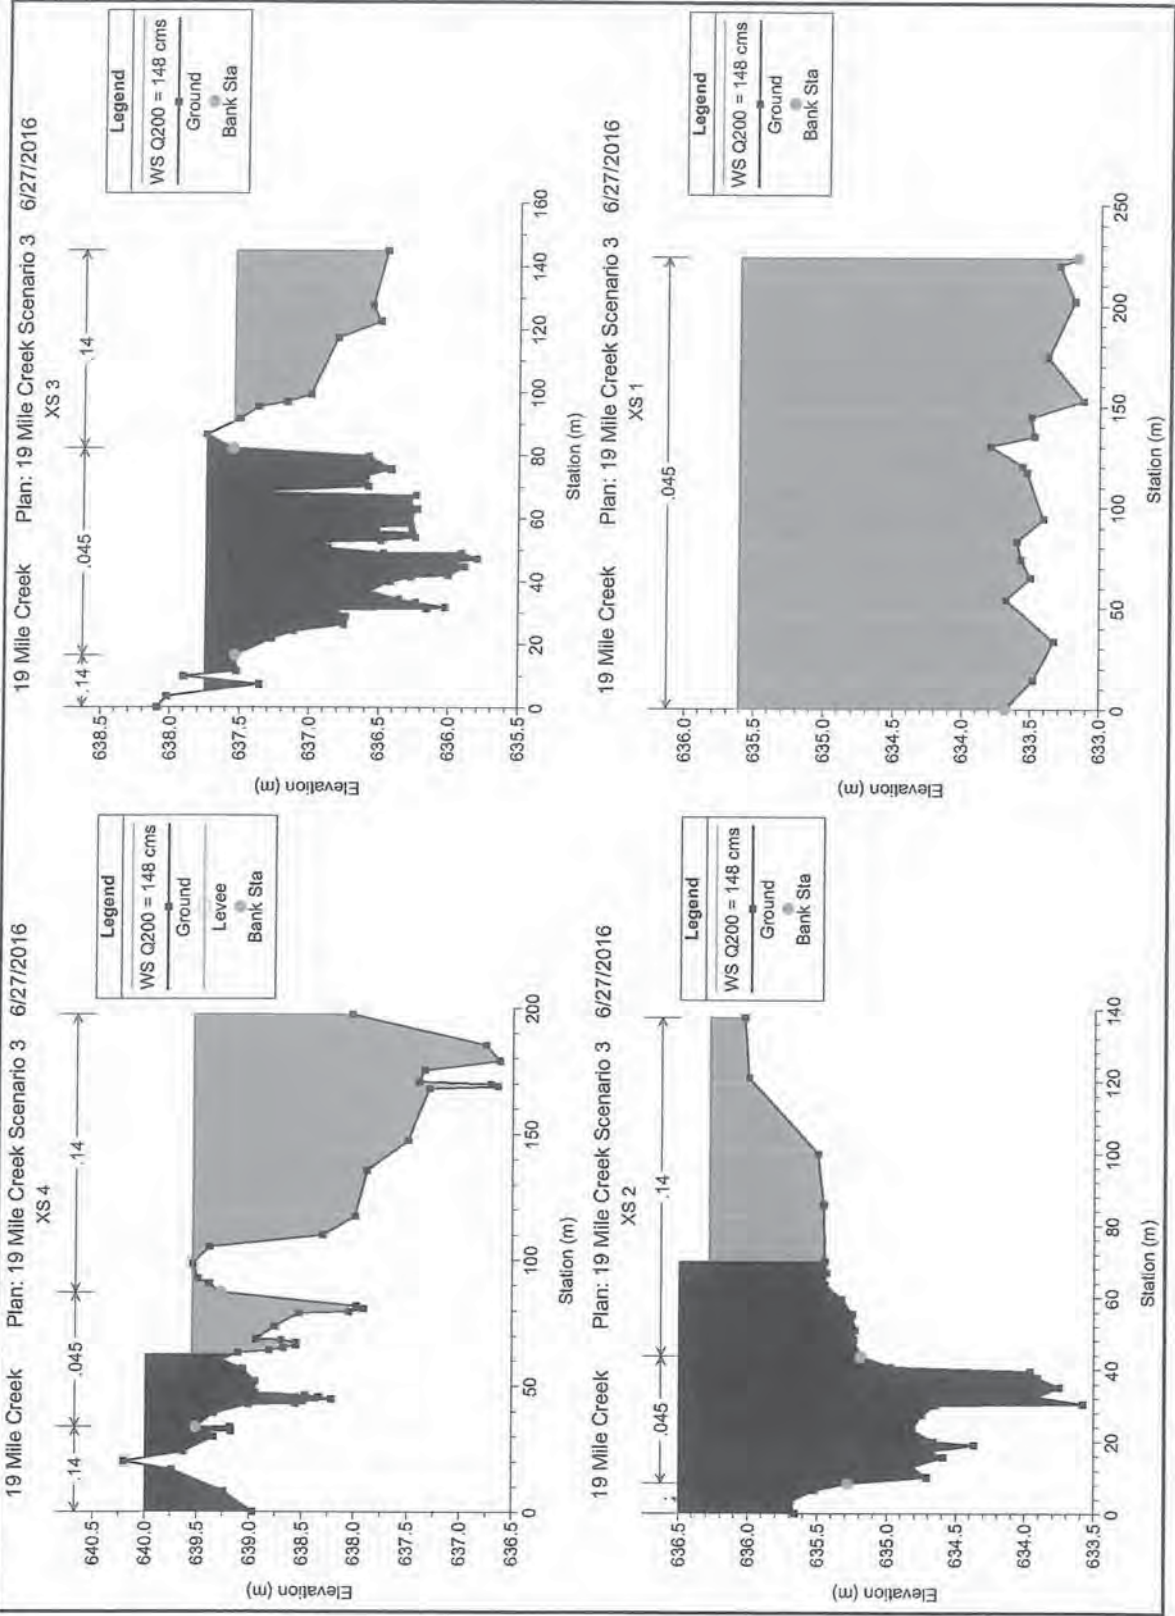 19 Mile Creek Plan: 19 Mile Creek Scenario 3 6/27/2016
XS 4
.14
.045
.14
Legend
WS Q200 = 148 cms
Ground
Levee
Bank Sta
Elevation (m)
640.5
640.0
639.5
639.0
638.5
638.0
637.5
637.0
636.5
0
50
100
150
200
Station (m)
19 Mile Creek Plan: 19 Mile Creek Scenario 3 6/27/2016
XS 3
.14
.045
.14
Legend
WS Q200 = 148 cms
Ground
Bank Sta
Elevation (m)
638.5
638.0
637.5
637.0
636.5
636.0
635.5
0
20
40
60
80
100
120
140
160
Station (m)
19 Mile Creek Plan: 19 Mile Creek Scenario 3 6/27/2016
XS 2
.045
.14
Legend
WS Q200 = 148 cms
Ground
Bank Sta
Elevation (m)
636.5
636.0
635.5
635.0
634.5
634.0
633.5
0
20
40
60
80
100
120
140
Station (m)
19 Mile Creek Plan: 19 Mile Creek Scenario 3 6/27/2016
XS 1
.045
Legend
WS Q200 = 148 cms
Ground
Bank Sta
Elevation (m)
636.0
635.5
635.0
634.5
634.0
633.5
633.0
0
50
100
150
200
250
Station (m)